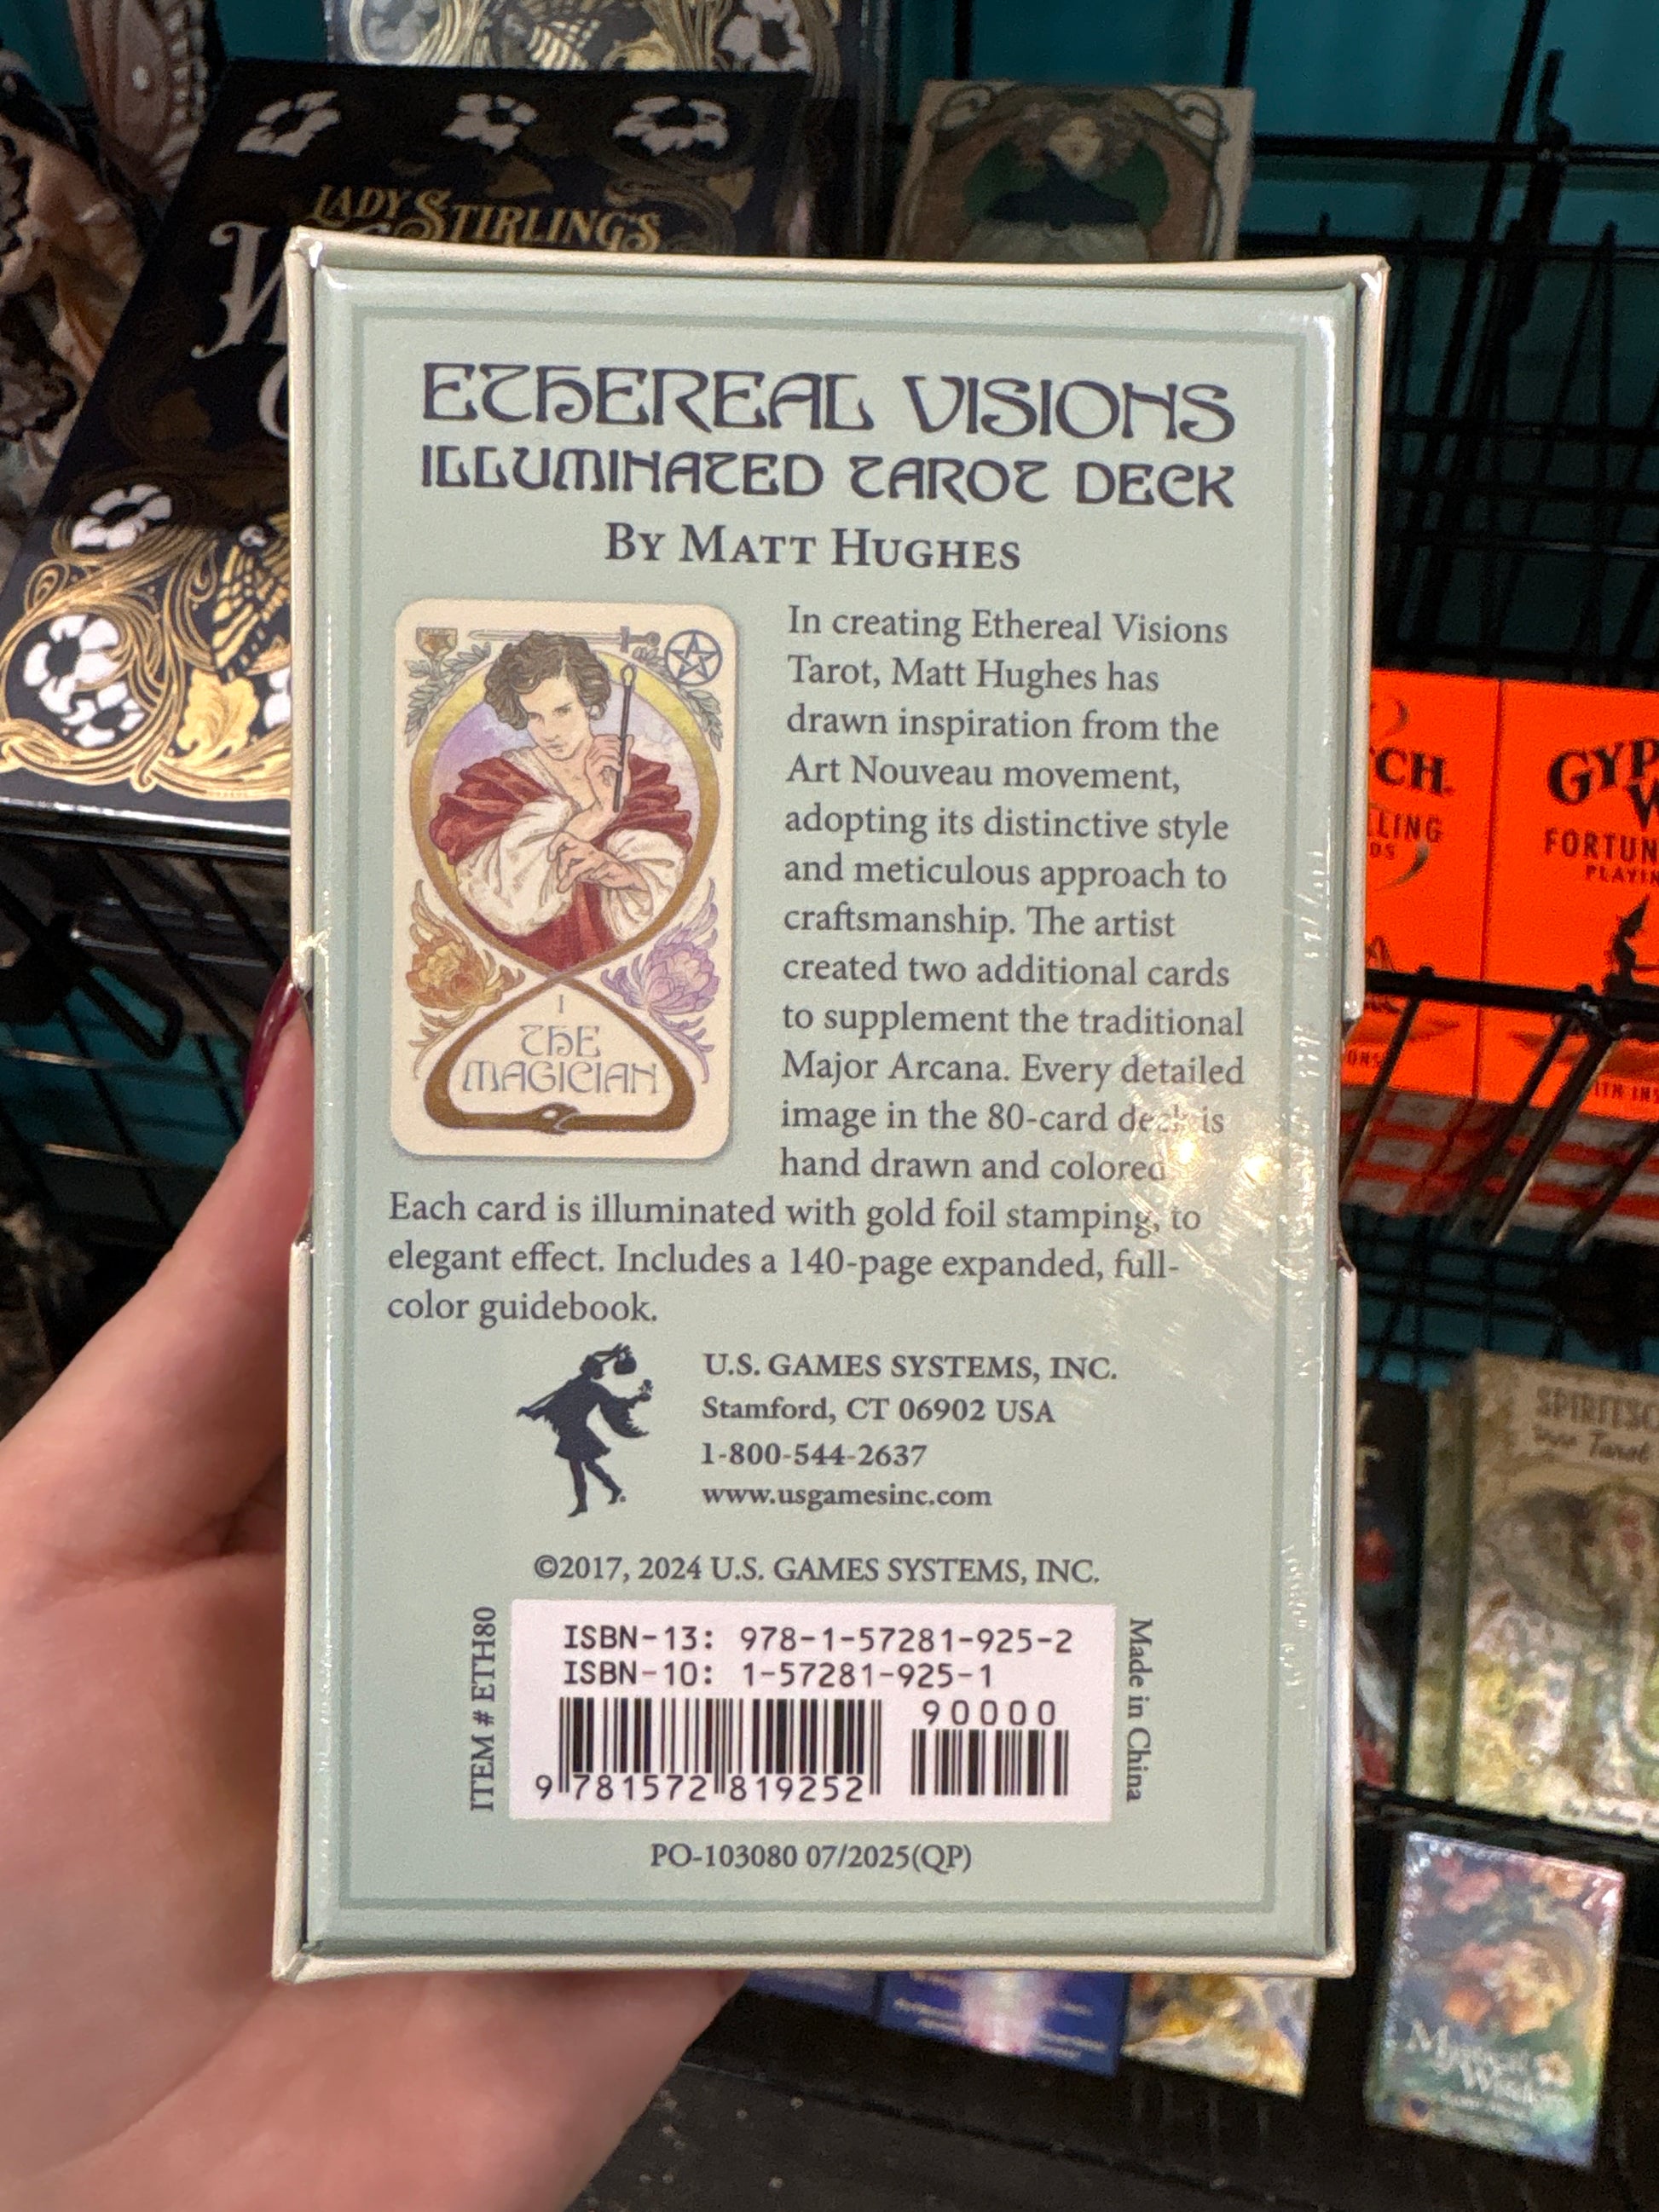 LADY STIRLING'S
ETHEREAL VISIONS
ILLUMINATED TAROT DECK
BY MATT HUGHES
In creating Ethereal Visions
Tarot, Matt Hughes has
drawn inspiration from the
Art Nouveau movement,
adopting its distinctive style
and meticulous approach to
craftsmanship. The artist
created two additional cards
to supplement the traditional
Major Arcana. Every detailed
image in the 80-card deck is
hand drawn and colored
Each card is illuminated with gold foil stamping, to
elegant effect. Includes a 140-page expanded, full-
color guidebook.
I
THE
MAGICIAN
U.S. GAMES SYSTEMS, INC.
Stamford, CT 06902 USA
1-800-544-2637
www.usgamesinc.com
©2017, 2024 U.S. GAMES SYSTEMS, INC.
ITEM # ETH80
ISBN-13: 978-1-57281-925-2
ISBN-10: 1-57281-925-1
90000
9 781572 819252
Made in China
PO-103080 07/2025(QP)
Tarot
Mystical